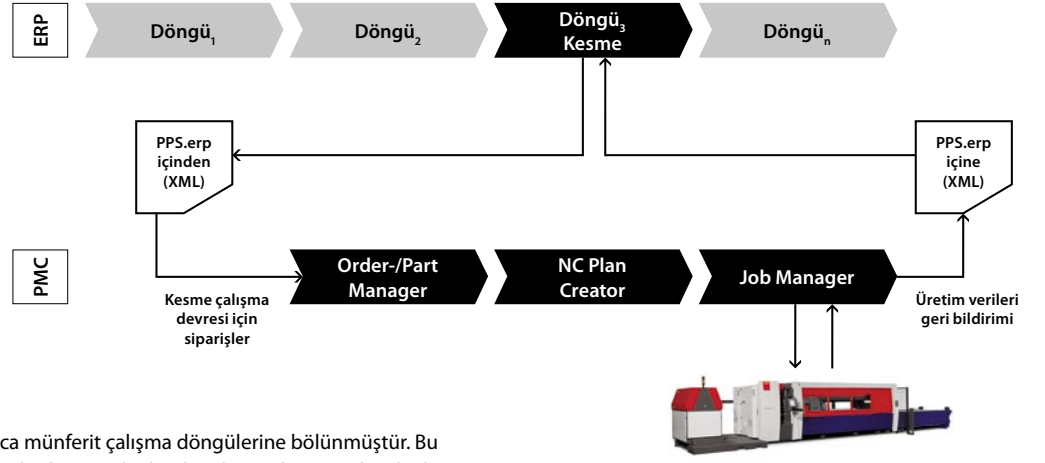 ERP
Döngü1
Döngü2
Döngü3
Kesme
Döngün
PPS.erp
içinden
(XML)
PPS.erp
içine
(XML)
PMC
Order-/Part
Manager
NC Plan
Creator
Job Manager
Kesme çalışma
devresi için
siparişler
Üretim verileri
geri bildirimi
ca münferit çalışma döngülerine bölünmüştür. Bu